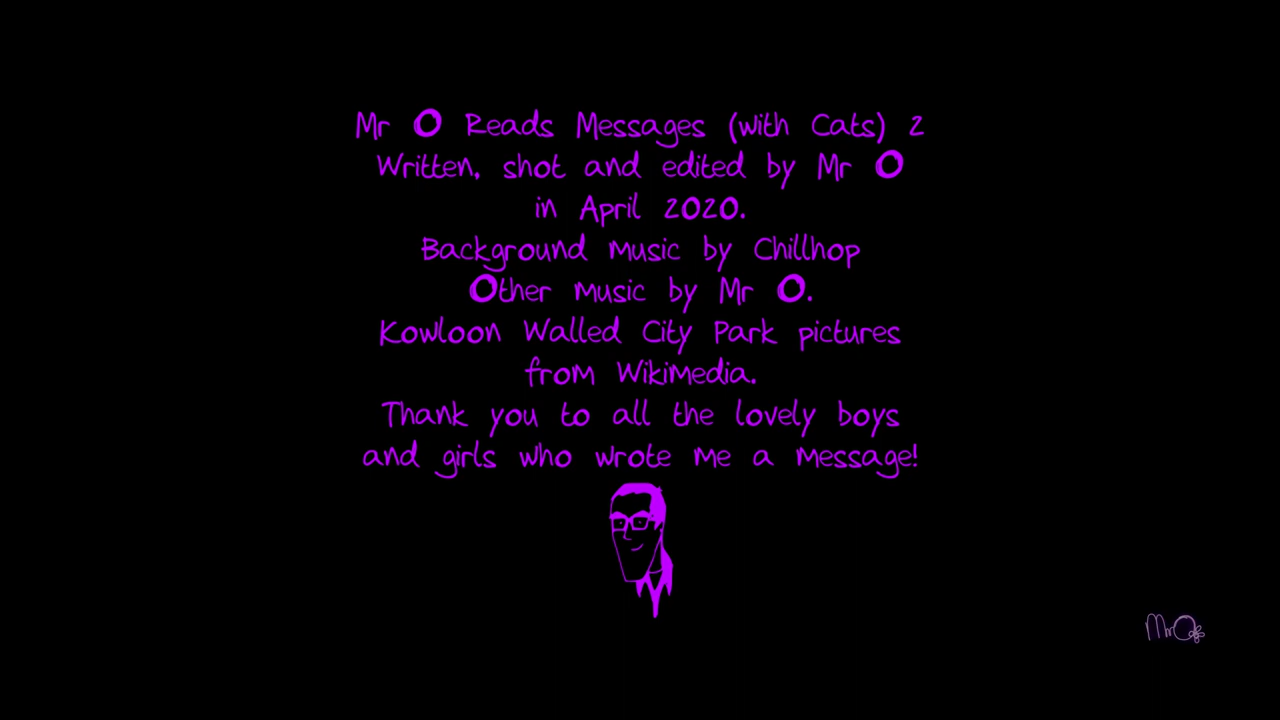 Mr O Reads Messages (with Cats) 2
Written, shot and edited by Mr O
in April 2020.
Background music by Chillhop
Other music by Mr O.
Kowloon Walled City Park pictures
from Wikimedia.
Thank you to all the lovely boys
and girls who wrote me a message!
MrO